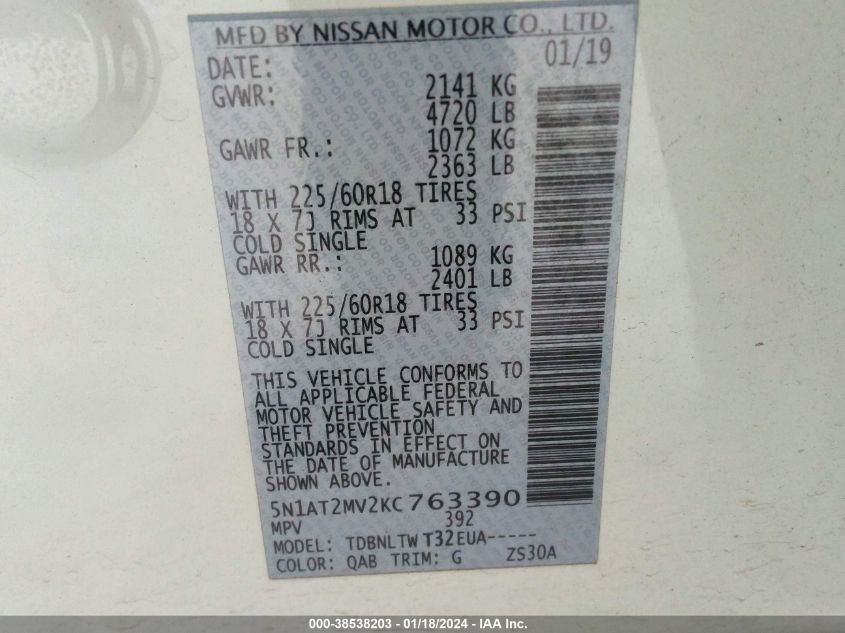 MFD BY NISSAN MOTOR CO., LTD.
DATE: 01/19
GVWR: 2141 KG
4720 LB
GAWR FR.: 1072 KG
2363 LB
WITH 225/60R18 TIRES
18 X 7J RIMS AT 33 PSI
COLD SINGLE
GAWR RR.: 1089 KG
2401 LB
WITH 225/60R18 TIRES
18 X 7J RIMS AT 33 PSI
COLD SINGLE
THIS VEHICLE CONFORMS TO
ALL APPLICABLE FEDERAL
MOTOR VEHICLE SAFETY AND
THEFT PREVENTION
STANDARDS IN EFFECT ON
THE DATE OF MANUFACTURE
SHOWN ABOVE.
5N1AT2MV2KC763390
MPV 392
MODEL: TDBNLTWT32EUA-----
COLOR: QAB TRIM: G ZS30A
000-38538203 - 01/18/2024 - IAA Inc.